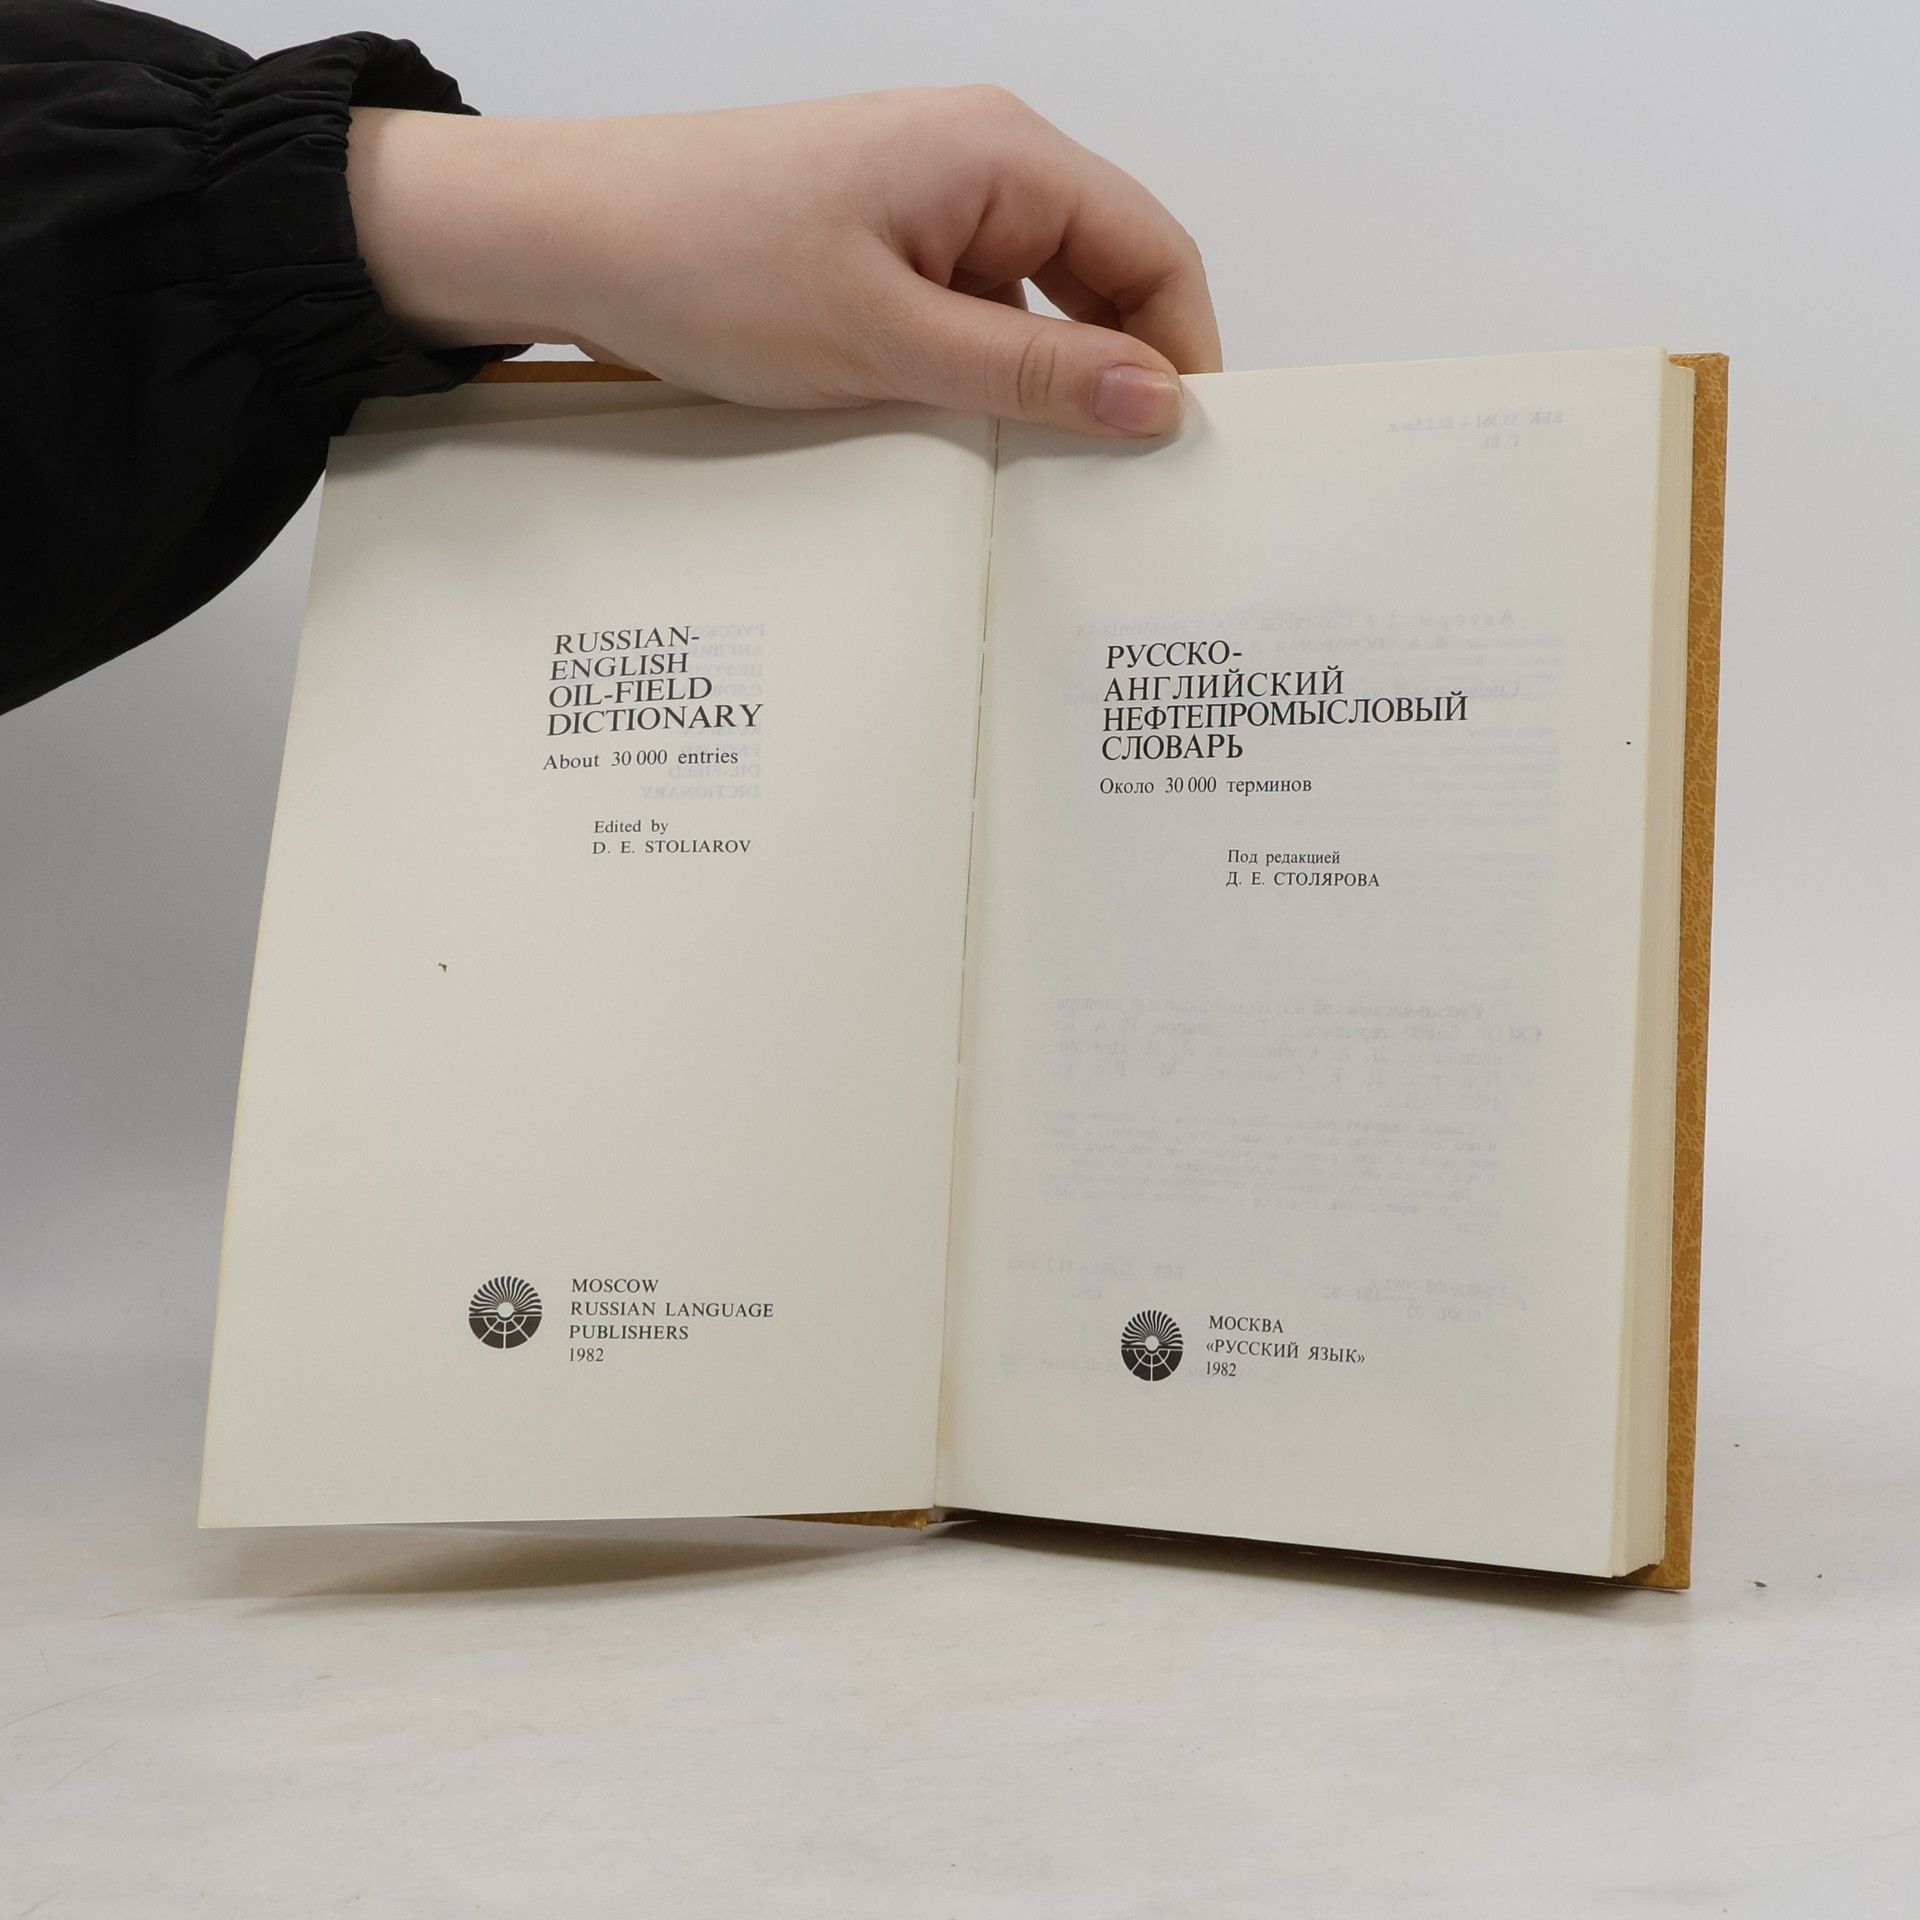 RUSSIAN-
ENGLISH
OIL-FIELD
DICTIONARY
About 30 000 entries
Edited by
D. E. STOLIAROV
MOSCOW
RUSSIAN LANGUAGE
PUBLISHERS
1982
РУССКО-
АНГЛИЙСКИЙ
НЕФТЕПРОМЫСЛОВЫЙ
СЛОВАРЬ
Около 30 000 терминов
Под редакцией
Д. Е. СТОЛЯРОВА
МОСКВА
«РУССКИЙ ЯЗЫК»
1982